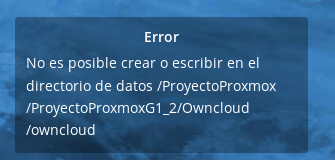 Error
No es posible crear o escribir en el
directorio de datos /ProyectoProxmox
/ProyectoProxmoxG1_2/Owncloud
/owncloud